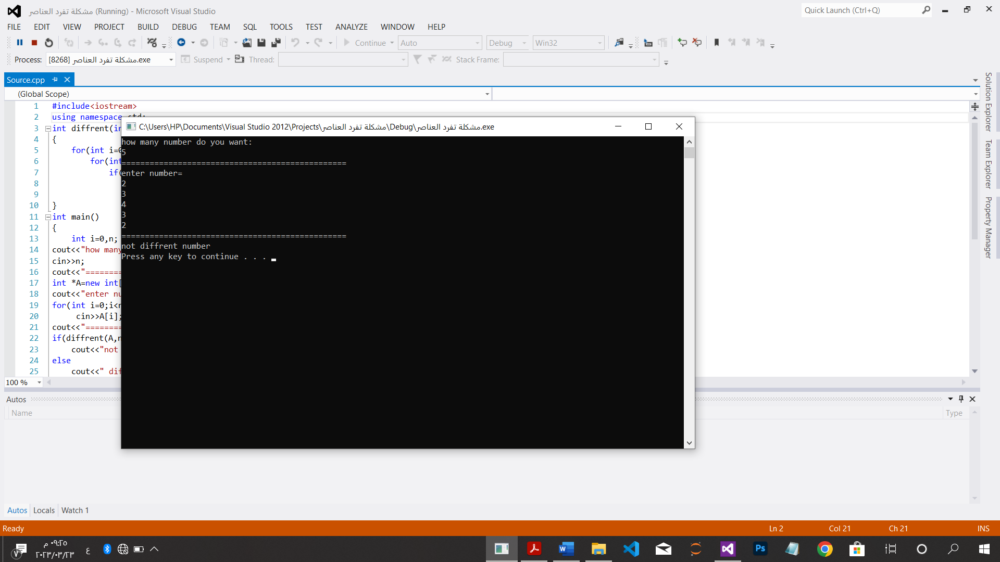 مشكلة تفرد العناصر (Running) - Microsoft Visual Studio
Quick Launch (Ctrl+Q)
FILE EDIT VIEW PROJECT BUILD DEBUG TEAM SQL TOOLS TEST ANALYZE WINDOW HELP
Continue Auto Debug Win32
Process: [8268] مشكلة تفرد العناصر.exe Suspend Thread: Stack Frame:
Source.cpp
(Global Scope)
1 #include<iostream>
2 using namespace std;
3 int diffrent(in
4 {
5 for(int i=0
6 for(int
7 if(
8
9
10 }
11 int main()
12 {
13 int i=0,n;
14 cout<<"how many
15 cin>>n;
16 cout<<"========
17 int *A=new int[
18 cout<<"enter nu
19 for(int i=0;i<n
20 cin>>A[i];
21 cout<<"========
22 if(diffrent(A,n
23 cout<<"not
24 else
25 cout<<" dif
100 %
C:\Users\HP\Documents\Visual Studio 2012\Projects\مشكلة تفرد العناصر\Debug\مشكلة تفرد العناصر.exe
how many number do you want:
5
================================================
enter number=
2
3
4
3
2
================================================
not diffrent number
Press any key to continue . . .
Solution Explorer
Team Explorer
Property Manager
Autos
Name Type
Autos Locals Watch 1
Ready Ln 2 Col 21 Ch 21 INS
٠٩:٢٥ م
٢٠٢٣/٠٣/٢٣
٧
ع
W
Ps